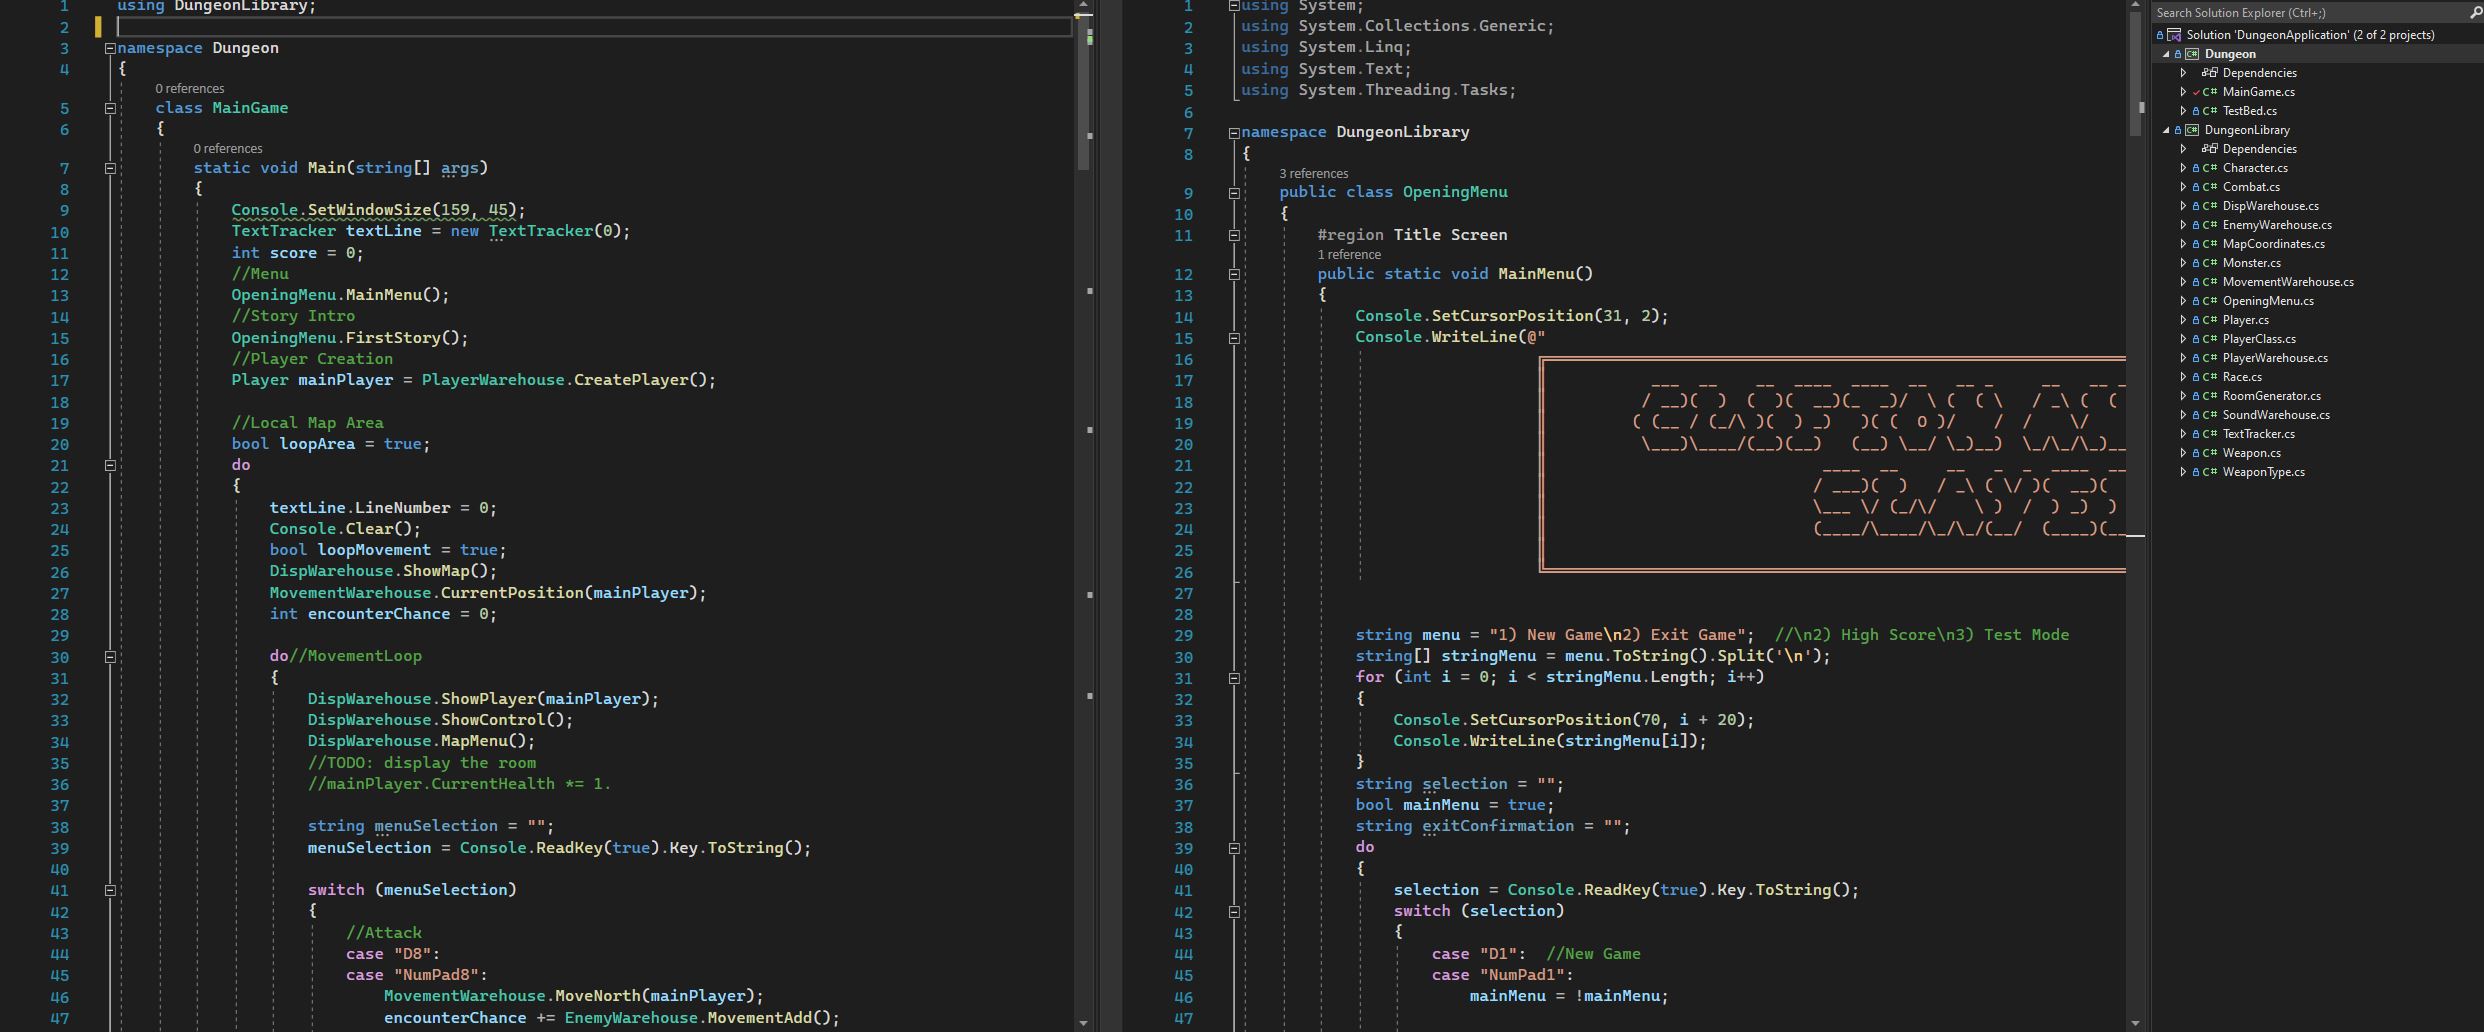 1 using DungeonLibrary;
2
3 namespace Dungeon
4 {
0 references
5 class MainGame
6 {
0 references
7 static void Main(string[] args)
8 {
9 Console.SetWindowSize(159, 45);
10 TextTracker textLine = new TextTracker(0);
11 int score = 0;
12 //Menu
13 OpeningMenu.MainMenu();
14 //Story Intro
15 OpeningMenu.FirstStory();
16 //Player Creation
17 Player mainPlayer = PlayerWarehouse.CreatePlayer();
18
19 //Local Map Area
20 bool loopArea = true;
21 do
22 {
23 textLine.LineNumber = 0;
24 Console.Clear();
25 bool loopMovement = true;
26 DispWarehouse.ShowMap();
27 MovementWarehouse.CurrentPosition(mainPlayer);
28 int encounterChance = 0;
29
30 do//MovementLoop
31 {
32 DispWarehouse.ShowPlayer(mainPlayer);
33 DispWarehouse.ShowControl();
34 DispWarehouse.MapMenu();
35 //TODO: display the room
36 //mainPlayer.CurrentHealth *= 1.
37
38 string menuSelection = "";
39 menuSelection = Console.ReadKey(true).Key.ToString();
40
41 switch (menuSelection)
42 {
43 //Attack
44 case "D8":
45 case "NumPad8":
46 MovementWarehouse.MoveNorth(mainPlayer);
47 encounterChance += EnemyWarehouse.MovementAdd();
1 using System;
2 using System.Collections.Generic;
3 using System.Linq;
4 using System.Text;
5 using System.Threading.Tasks;
6
7 namespace DungeonLibrary
8 {
3 references
9 public class OpeningMenu
10 {
11 #region Title Screen
1 reference
12 public static void MainMenu()
13 {
14 Console.SetCursorPosition(31, 2);
15 Console.WriteLine(@"
16
17
18
19
20
21
22
23
24
25
26
27
28
29 string menu = "1) New Game\n2) Exit Game"; //\n2) High Score\n3) Test Mode
30 string[] stringMenu = menu.ToString().Split('\n');
31 for (int i = 0; i < stringMenu.Length; i++)
32 {
33 Console.SetCursorPosition(70, i + 20);
34 Console.WriteLine(stringMenu[i]);
35 }
36 string selection = "";
37 bool mainMenu = true;
38 string exitConfirmation = "";
39 do
40 {
41 selection = Console.ReadKey(true).Key.ToString();
42 switch (selection)
43 {
44 case "D1": //New Game
45 case "NumPad1":
46 mainMenu = !mainMenu;
47
Search Solution Explorer (Ctrl+;)
Solution 'DungeonApplication' (2 of 2 projects)
C# Dungeon
Dependencies
C# MainGame.cs
C# TestBed.cs
C# DungeonLibrary
Dependencies
C# Character.cs
C# Combat.cs
C# DispWarehouse.cs
C# EnemyWarehouse.cs
C# MapCoordinates.cs
C# Monster.cs
C# MovementWarehouse.cs
C# OpeningMenu.cs
C# Player.cs
C# PlayerClass.cs
C# PlayerWarehouse.cs
C# Race.cs
C# RoomGenerator.cs
C# SoundWarehouse.cs
C# TextTracker.cs
C# Weapon.cs
C# WeaponType.cs